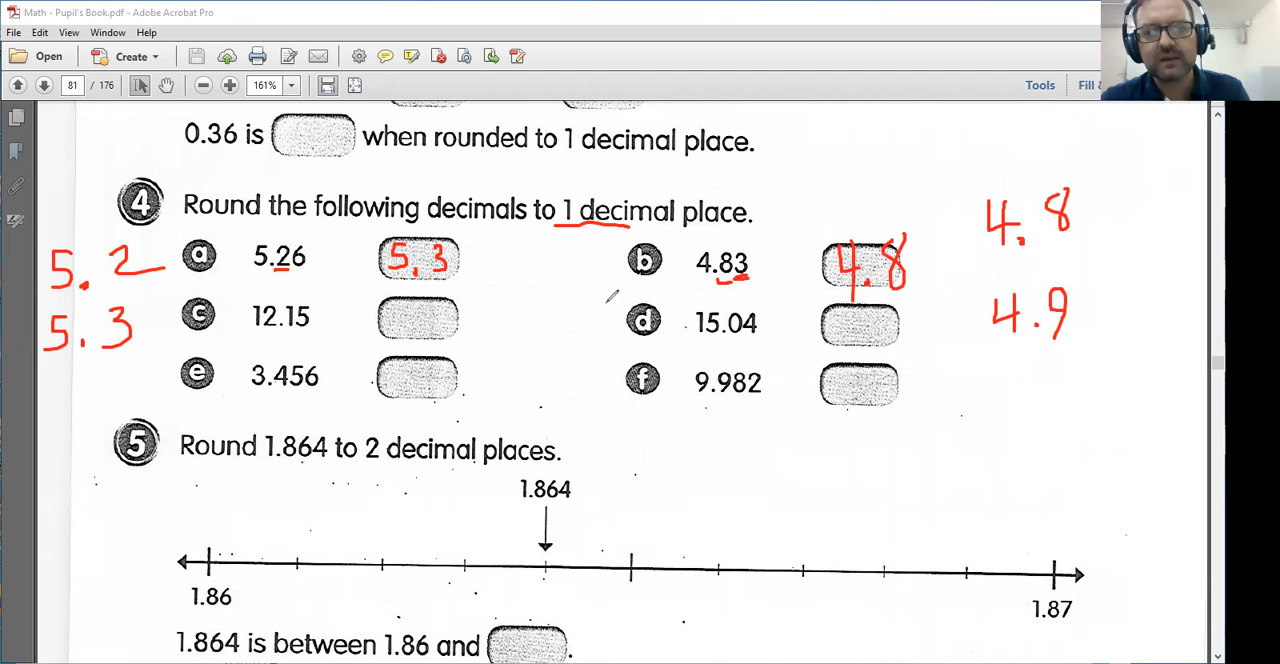 Math - Pupil's Book.pdf - Adobe Acrobat Pro
File Edit View Window Help
Open Create
81 / 176 161% Tools Fill &
0.36 is when rounded to 1 decimal place.
4 Round the following decimals to 1 decimal place.
4.8
5.2 a 5.26 5.3 b 4.83 4.8
5.3 c 12.15 d 15.04 4.9
e 3.456 f 9.982
5 Round 1.864 to 2 decimal places.
1.864
1.86 1.87
1.864 is between 1.86 and .